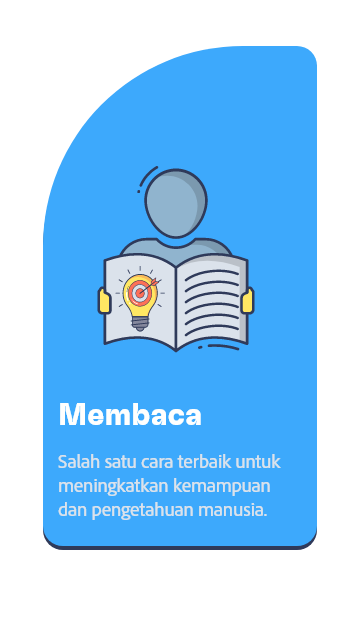 Membaca
Salah satu cara terbaik untuk
meningkatkan kemampuan
dan pengetahuan manusia.